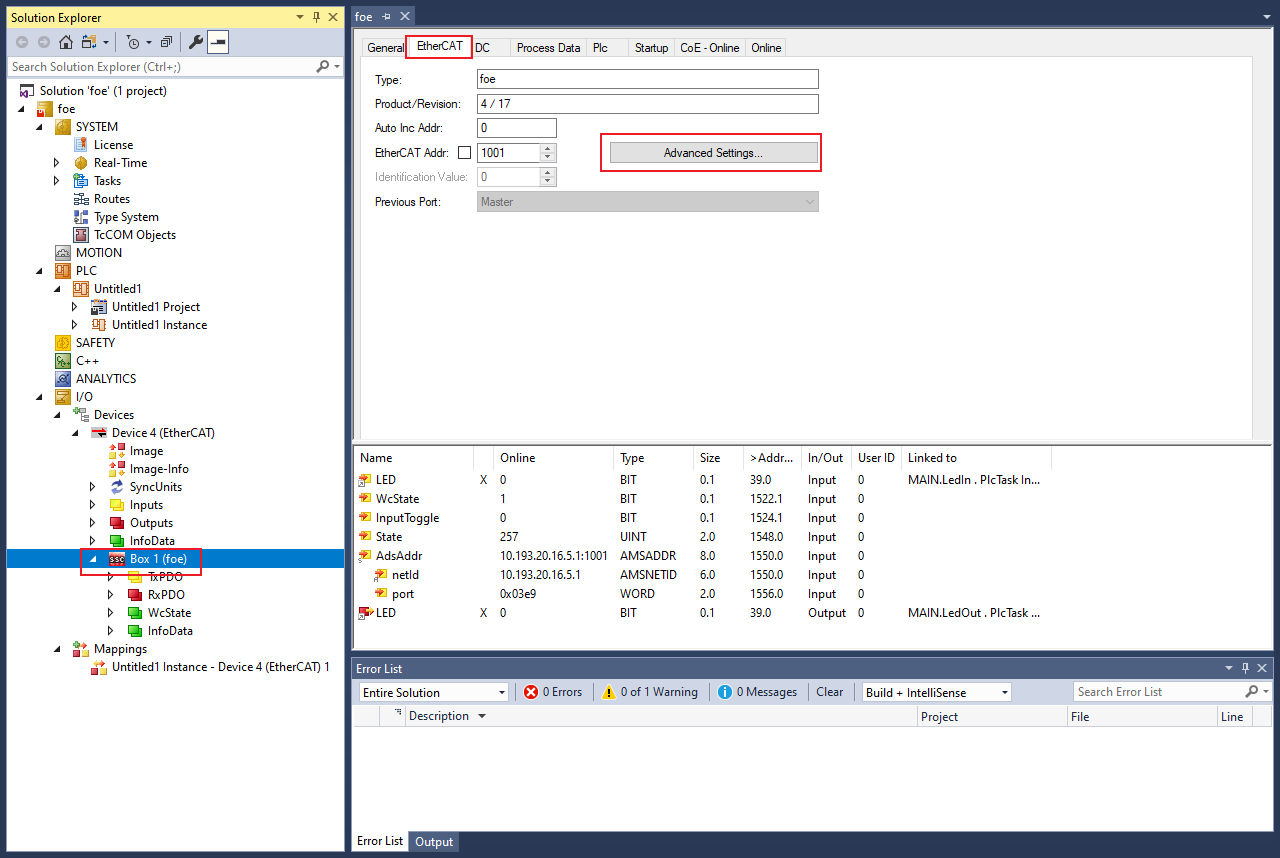 Solution Explorer
Search Solution Explorer (Ctrl+;)
Solution 'foe' (1 project)
foe
SYSTEM
License
Real-Time
Tasks
Routes
Type System
TcCOM Objects
MOTION
PLC
Untitled1
Untitled1 Project
Untitled1 Instance
SAFETY
C++
ANALYTICS
I/O
Devices
Device 4 (EtherCAT)
Image
Image-Info
SyncUnits
Inputs
Outputs
InfoData
Box 1 (foe)
TxPDO
RxPDO
WcState
InfoData
Mappings
Untitled1 Instance - Device 4 (EtherCAT) 1
foe
General EtherCAT DC Process Data Plc Startup CoE - Online Online
Type: foe
Product/Revision: 4 / 17
Auto Inc Addr: 0
EtherCAT Addr: 1001 Advanced Settings...
Identification Value: 0
Previous Port: Master
Name Online Type Size >Addr... In/Out User ID Linked to
LED X 0 BIT 0.1 39.0 Input 0 MAIN.LedIn . PlcTask In...
WcState 1 BIT 0.1 1522.1 Input 0
InputToggle 0 BIT 0.1 1524.1 Input 0
State 257 UINT 2.0 1548.0 Input 0
AdsAddr 10.193.20.16.5.1:1001 AMSADDR 8.0 1550.0 Input 0
netId 10.193.20.16.5.1 AMSNETID 6.0 1550.0 Input 0
port 0x03e9 WORD 2.0 1556.0 Input 0
LED X 0 BIT 0.1 39.0 Output 0 MAIN.LedOut . PlcTask ...
Error List
Entire Solution 0 Errors 0 of 1 Warning 0 Messages Clear Build + IntelliSense Search Error List
Description Project File Line
Error List Output